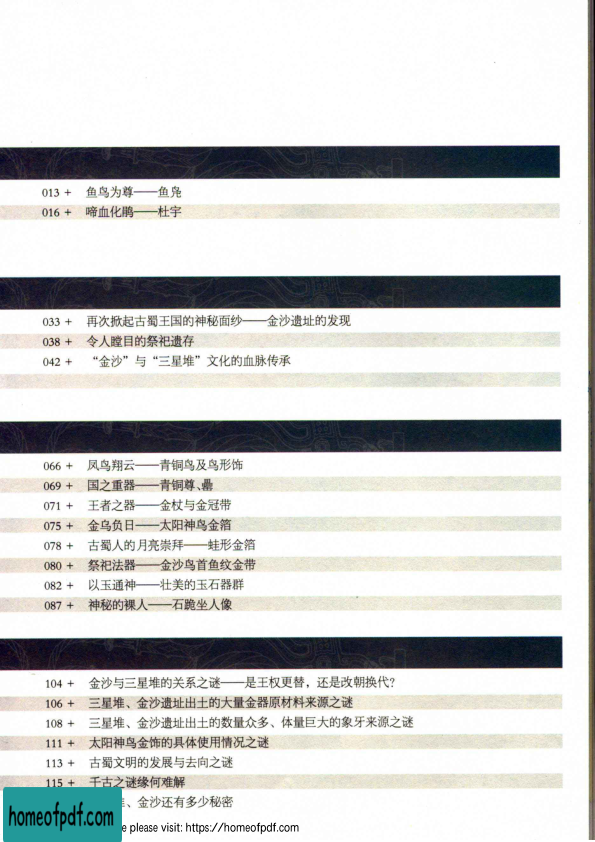 013 + 鱼鸟为尊——鱼凫
016 + 啼血化鹃——杜宇
033 + 再次掀起古蜀王国的神秘面纱——金沙遗址的发现
038 + 令人瞠目的祭祀遗存
042 + “金沙”与“三星堆”文化的血脉传承
066 + 凤鸟翔云——青铜鸟及鸟形饰
069 + 国之重器——青铜尊、罍
071 + 王者之器——金杖与金冠带
075 + 金乌负日——太阳神鸟金箔
078 + 古蜀人的月亮崇拜——蛙形金箔
080 + 祭祀法器——金沙鸟首鱼纹金带
082 + 以玉通神——壮美的玉石器群
087 + 神秘的裸人——石跪坐人像
104 + 金沙与三星堆的关系之谜——是王权更替，还是改朝换代？
106 + 三星堆、金沙遗址出土的大量金器原材料来源之谜
108 + 三星堆、金沙遗址出土的数量众多、体量巨大的象牙来源之谜
111 + 太阳神鸟金饰的具体使用情况之谜
113 + 古蜀文明的发展与去向之谜
115 + 千古之谜缘何难解
、金沙还有多少秘密
homeofpdf.com
please visit: https://homeofpdf.com